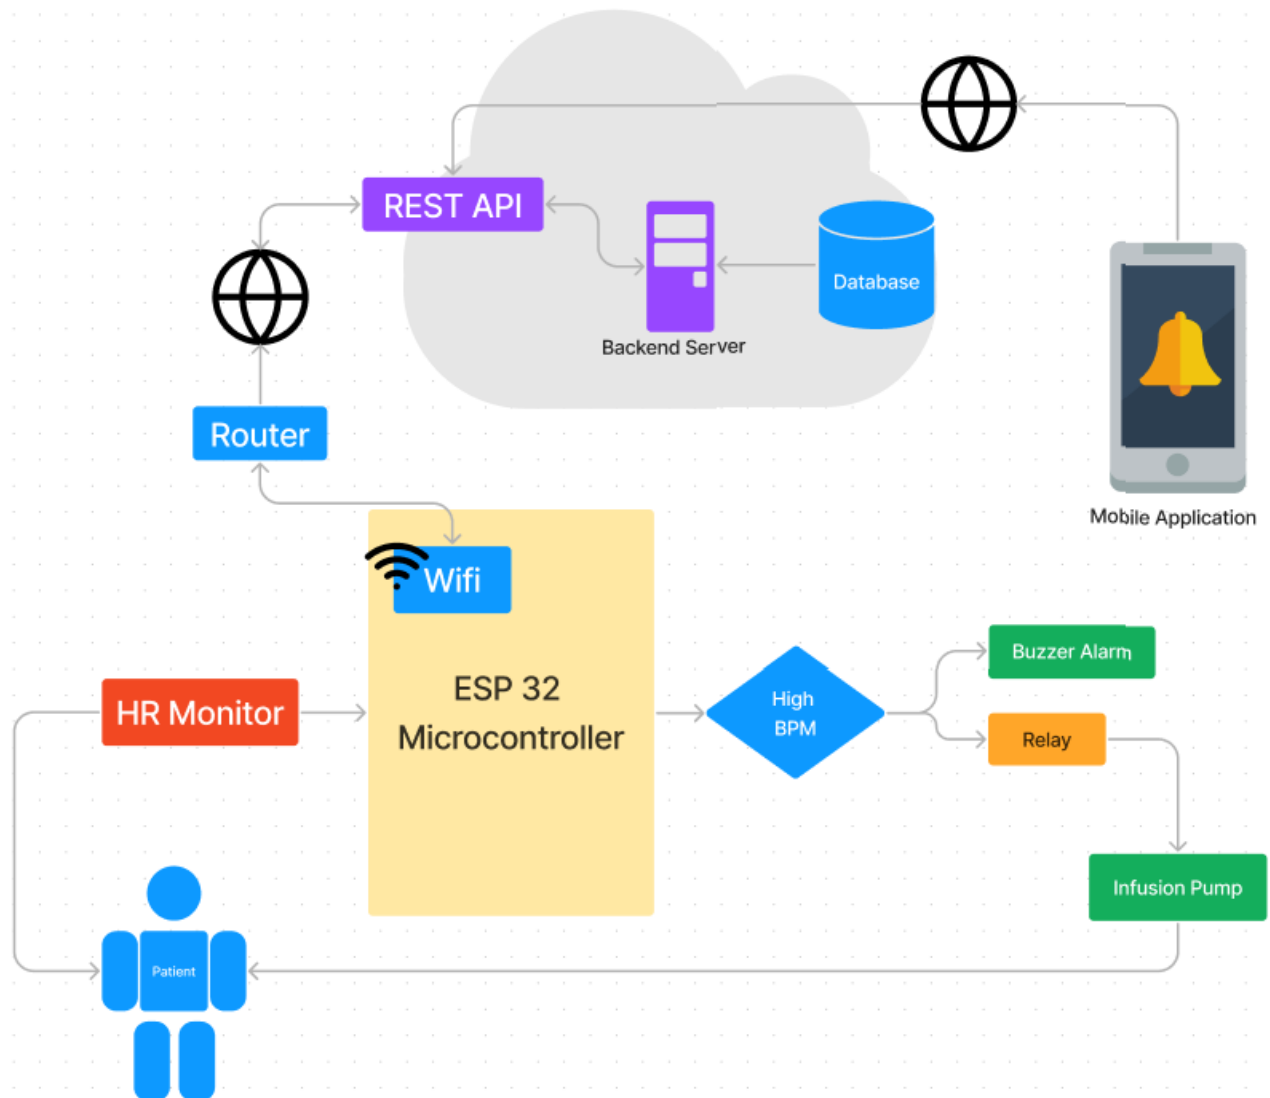 REST API
Database
Backend Server
Router
Mobile Application
Wifi
Buzzer Alarm
ESP 32
Microcontroller
HR Monitor
High
BPM
Relay
Infusion Pump
Patient